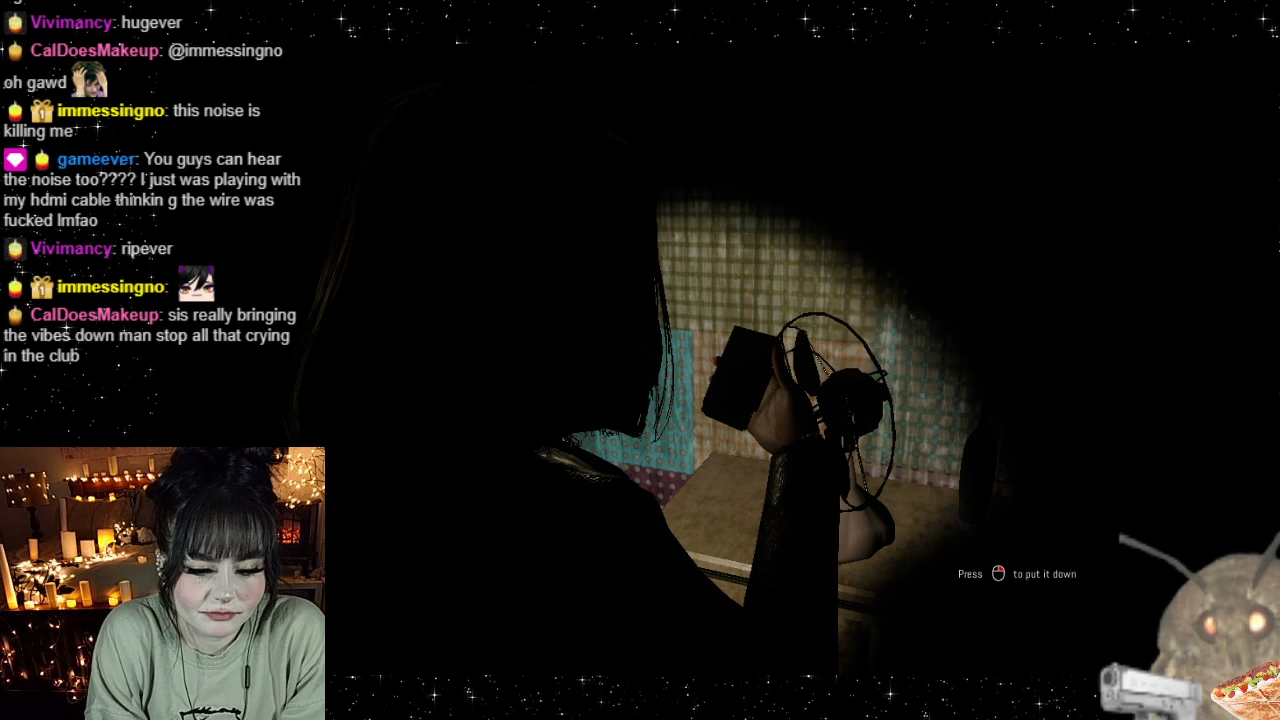 Vivimancy: hugever
CalDoesMakeup: @immessingno
oh gawd
1 immessingno: this noise is
killing me
gameever: You guys can hear
the noise too???? I just was playing with
my hdmi cable thinkin g the wire was
fucked lmfao
Vivimancy: ripever
1 immessingno:
CalDoesMakeup: sis really bringing
the vibes down man stop all that crying
in the club
Press to put it down